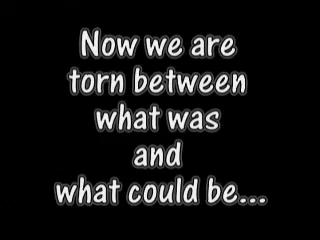 Now we are
torn between
what was
and
what could be...